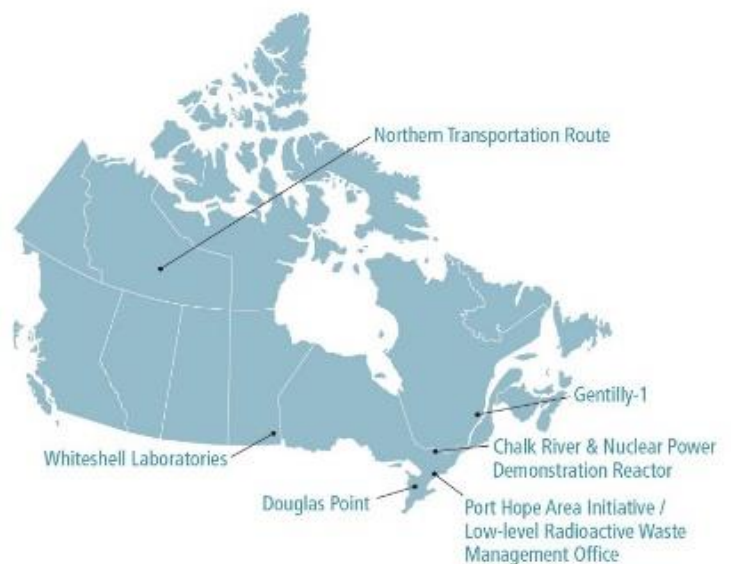 Northern Transportation Route
Gentilly-1
Whiteshell Laboratories
Chalk River & Nuclear Power
Demonstration Reactor
Douglas Point
Port Hope Area Initiative /
Low-level Radioactive Waste
Management Office